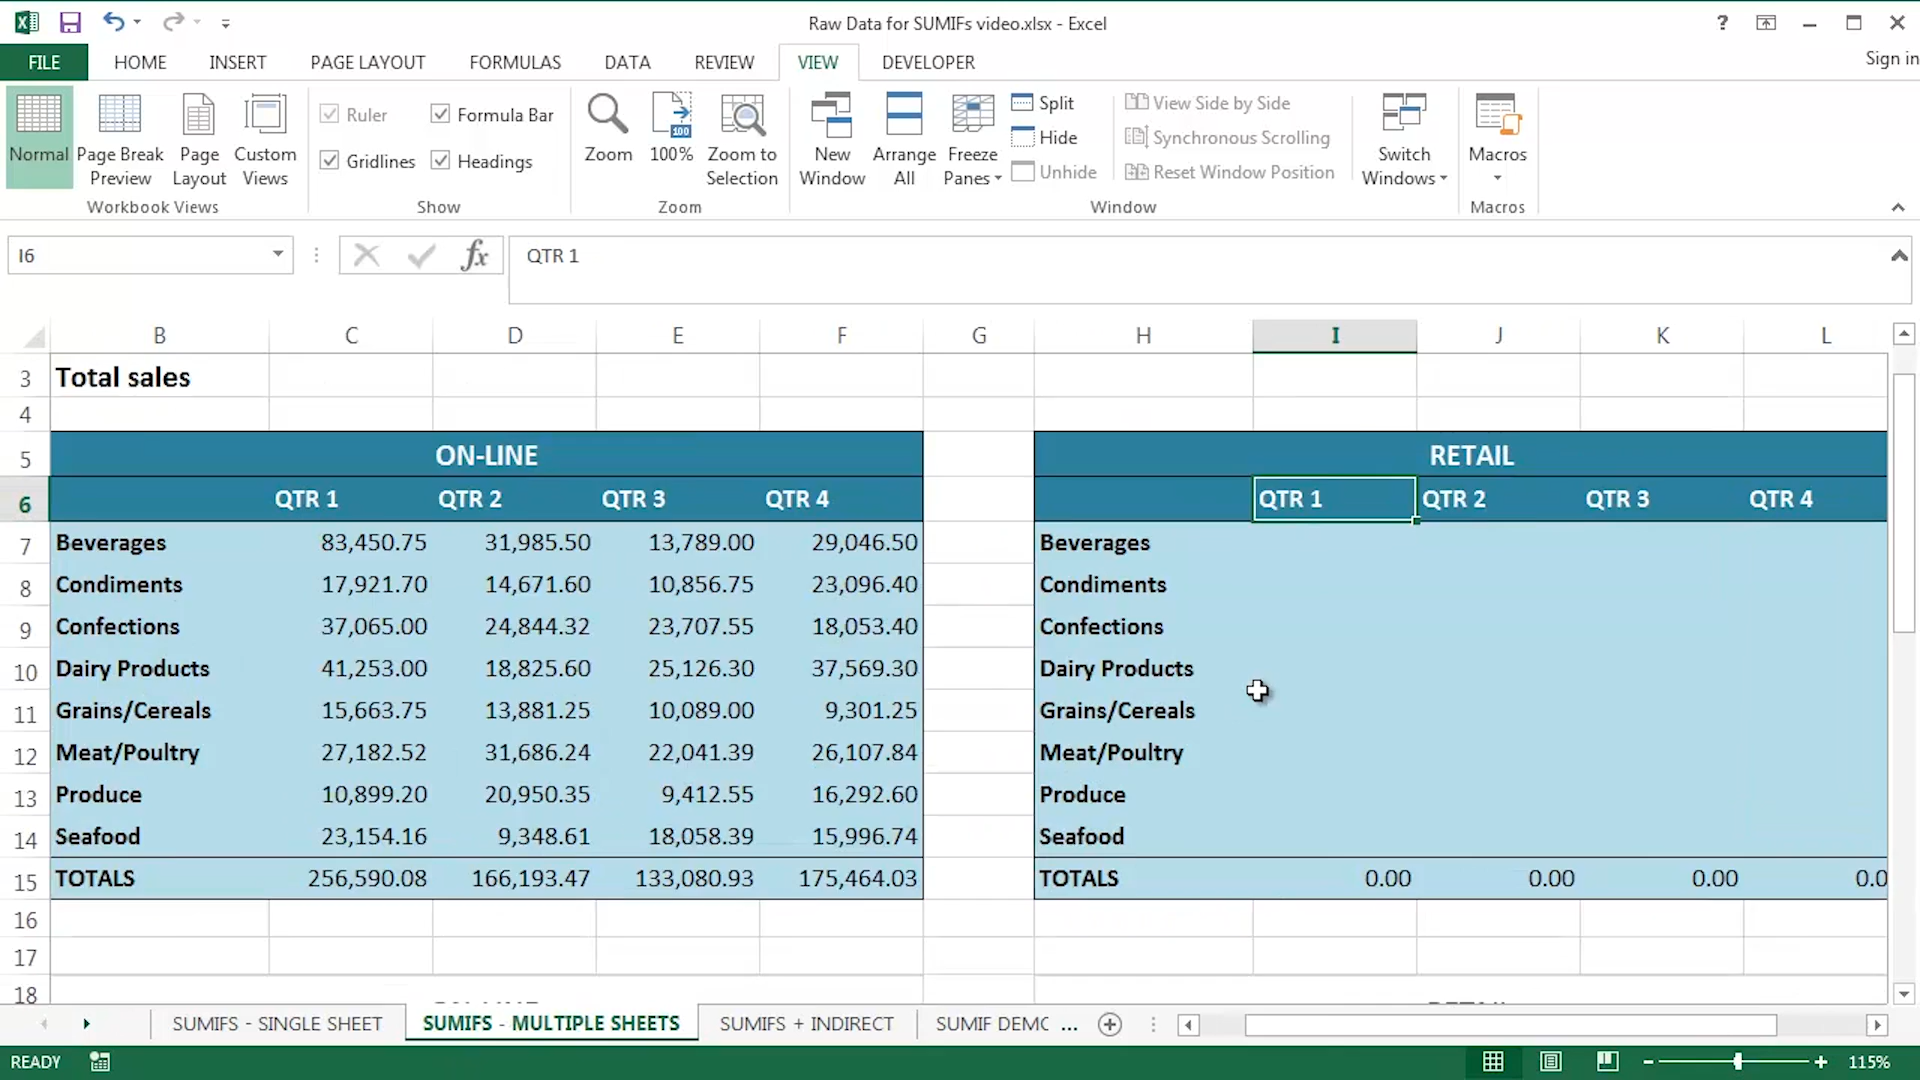 Raw Data for SUMIFs video.xlsx - Excel
?
FILE HOME INSERT PAGE LAYOUT FORMULAS DATA REVIEW VIEW DEVELOPER Sign in
Normal Page Break Preview Page Layout Custom Views
Workbook Views
Ruler Formula Bar
Gridlines Headings
Show
Zoom 100% Zoom to Selection
100
Zoom
New Window Arrange All Freeze Panes
Split
Hide
Unhide
View Side by Side
Synchronous Scrolling
Reset Window Position
Switch Windows
Window
Macros
Macros
I6 fx QTR 1
B C D E F G H I J K L
3 Total sales
4
5 ON-LINE RETAIL
6 QTR 1 QTR 2 QTR 3 QTR 4 QTR 1 QTR 2 QTR 3 QTR 4
7 Beverages 83,450.75 31,985.50 13,789.00 29,046.50 Beverages
8 Condiments 17,921.70 14,671.60 10,856.75 23,096.40 Condiments
9 Confections 37,065.00 24,844.32 23,707.55 18,053.40 Confections
10 Dairy Products 41,253.00 18,825.60 25,126.30 37,569.30 Dairy Products
11 Grains/Cereals 15,663.75 13,881.25 10,089.00 9,301.25 Grains/Cereals
12 Meat/Poultry 27,182.52 31,686.24 22,041.39 26,107.84 Meat/Poultry
13 Produce 10,899.20 20,950.35 9,412.55 16,292.60 Produce
14 Seafood 23,154.16 9,348.61 18,058.39 15,996.74 Seafood
15 TOTALS 256,590.08 166,193.47 133,080.93 175,464.03 TOTALS 0.00 0.00 0.00 0.0
16
17
18
SUMIFS - SINGLE SHEET SUMIFS - MULTIPLE SHEETS SUMIFS + INDIRECT SUMIF DEMO ...
READY 115%